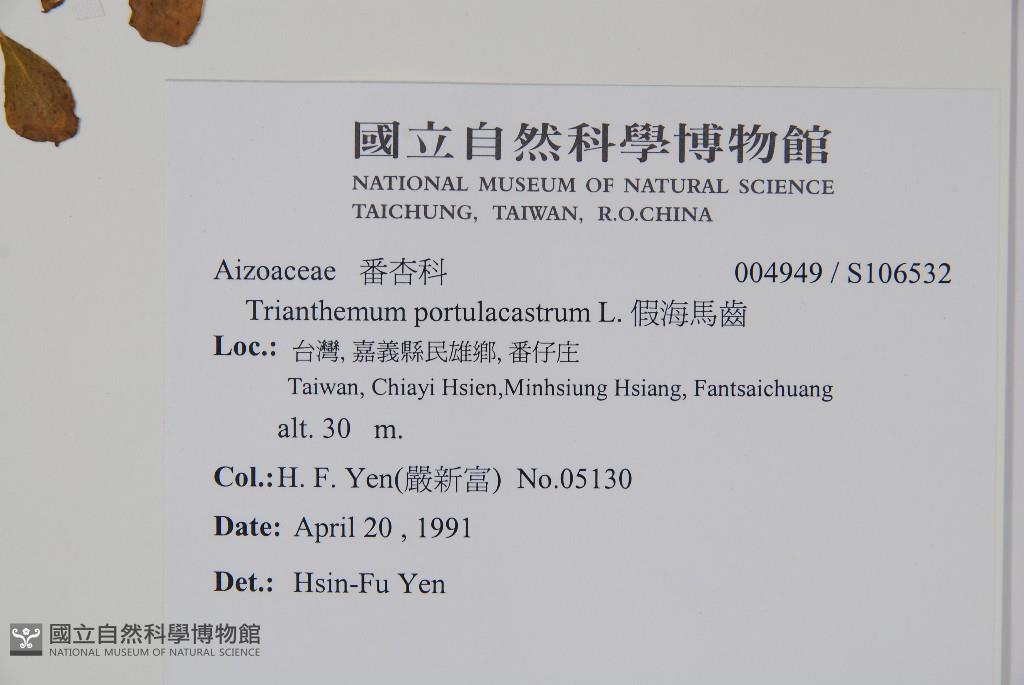 國立自然科學博物館
NATIONAL MUSEUM OF NATURAL SCIENCE
TAICHUNG, TAIWAN, R.O.CHINA
Aizoaceae 番杏科 004949 / S106532
Trianthemum portulacastrum L. 假海馬齒
Loc.: 台灣, 嘉義縣民雄鄉, 番仔庄
Taiwan, Chiayi Hsien,Minhsiung Hsiang, Fantsaichuang
alt. 30 m.
Col.:H. F. Yen(嚴新富) No.05130
Date: April 20 , 1991
Det.: Hsin-Fu Yen
國立自然科學博物館
NATIONAL MUSEUM OF NATURAL SCIENCE